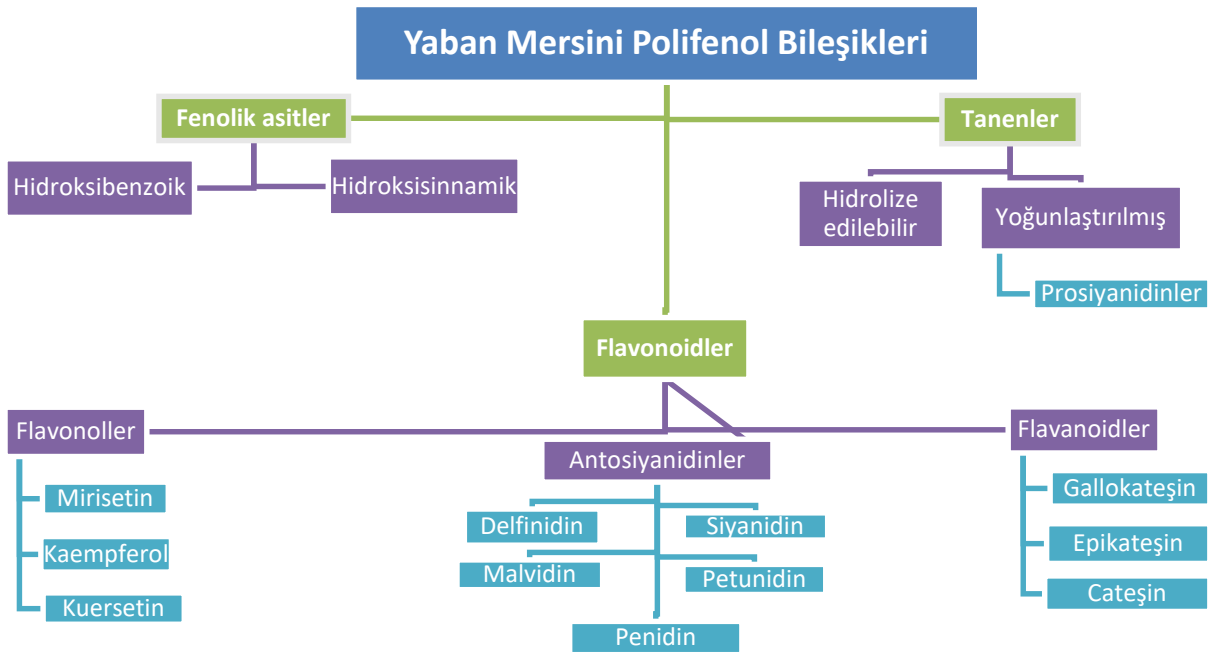 Yaban Mersini Polifenol Bileşikleri
Fenolik asitler
Tanenler
Hidroksibenzoik
Hidroksisinnamik
Hidrolize
edilebilir
Yoğunlaştırılmış
Prosiyanidinler
Flavonoidler
Flavonoller
Antosiyanidinler
Flavanoidler
Mirisetin
Kaempferol
Kuersetin
Delfinidin
Siyanidin
Malvidin
Petunidin
Penidin
Gallokateşin
Epikateşin
Cateşin